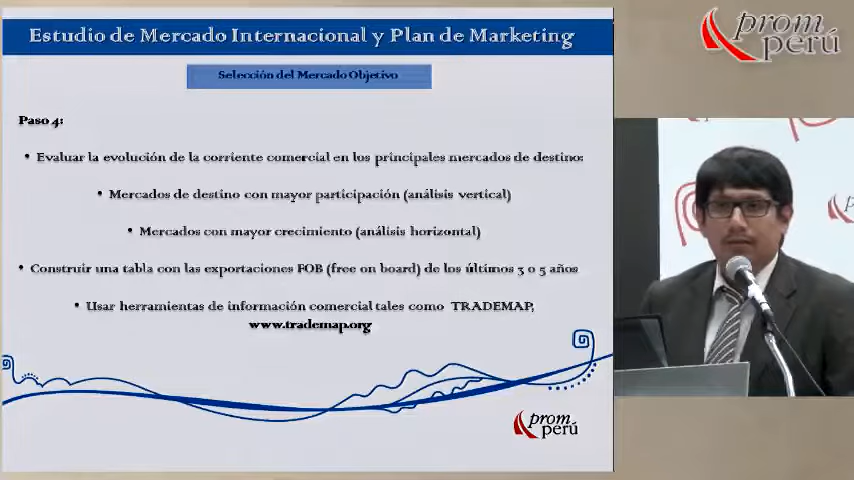 Estudio de Mercado Internacional y Plan de Marketing
prom
perú
Selección del Mercado Objetivo
Paso 4:
• Evaluar la evolución de la corriente comercial en los principales mercados de destino:
• Mercados de destino con mayor participación (análisis vertical)
• Mercados con mayor crecimiento (análisis horizontal)
• Construir una tabla con las exportaciones FOB (free on board) de los últimos 3 o 5 años
• Usar herramientas de información comercial tales como TRADEMAP,
www.trademap.org
prom
perú